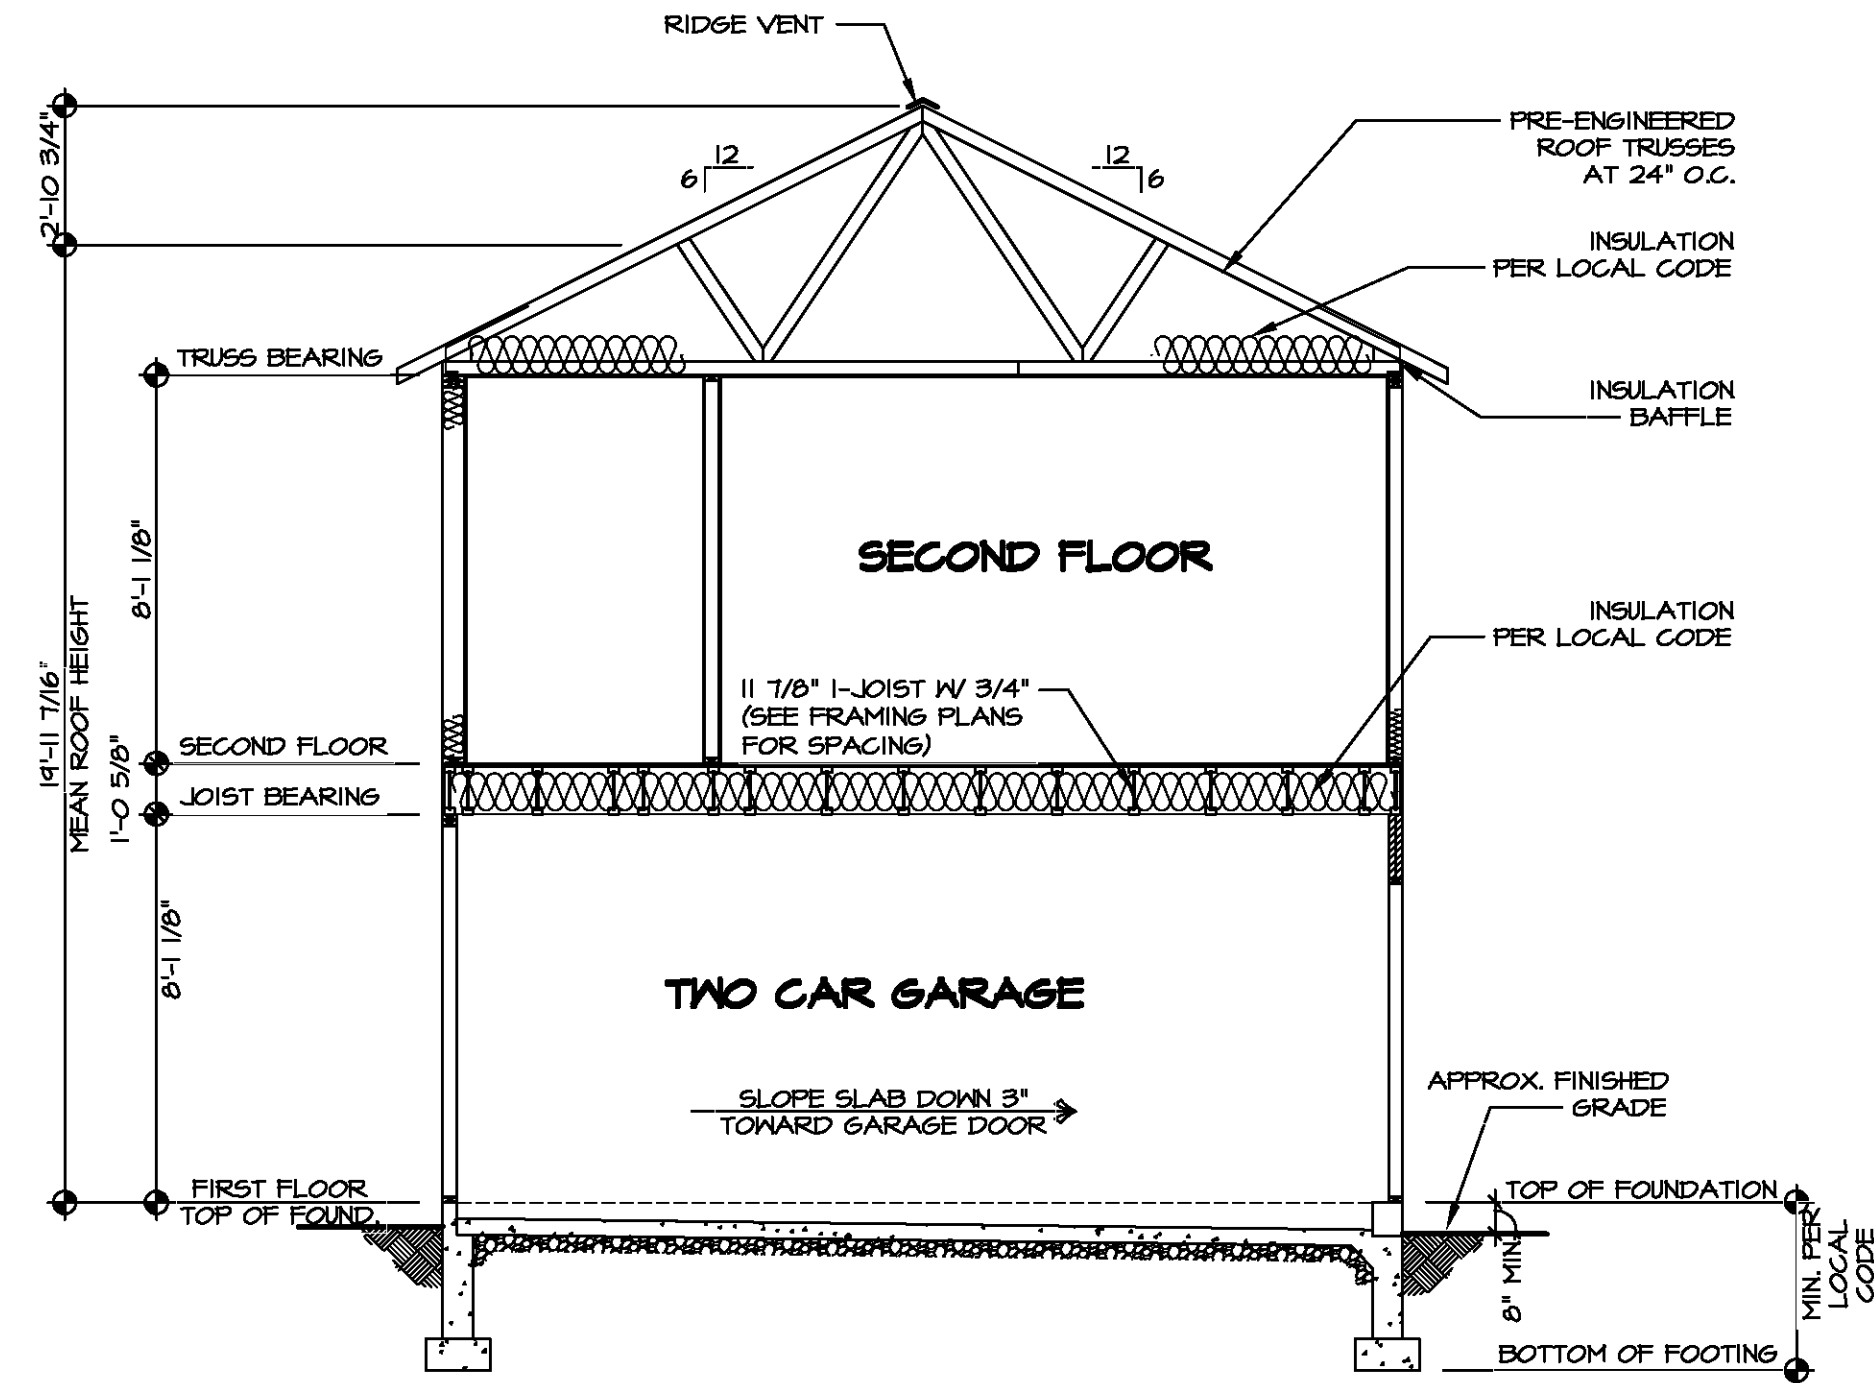 RIDGE VENT
2'-10 3/4"
12
6
12
6
PRE-ENGINEERED
ROOF TRUSSES
AT 24" O.C.
INSULATION
PER LOCAL CODE
TRUSS BEARING
INSULATION
BAFFLE
8'-1 1/8"
SECOND FLOOR
19'-11 7/16"
MEAN ROOF HEIGHT
INSULATION
PER LOCAL CODE
11 7/8" I-JOIST W/ 3/4"
(SEE FRAMING PLANS
FOR SPACING)
SECOND FLOOR
1'-0 5/8"
JOIST BEARING
8'-1 1/8"
TWO CAR GARAGE
SLOPE SLAB DOWN 3"
TOWARD GARAGE DOOR
APPROX. FINISHED
GRADE
FIRST FLOOR
TOP OF FOUND.
TOP OF FOUNDATION
8" MIN.
MIN. PER
LOCAL
CODE
BOTTOM OF FOOTING